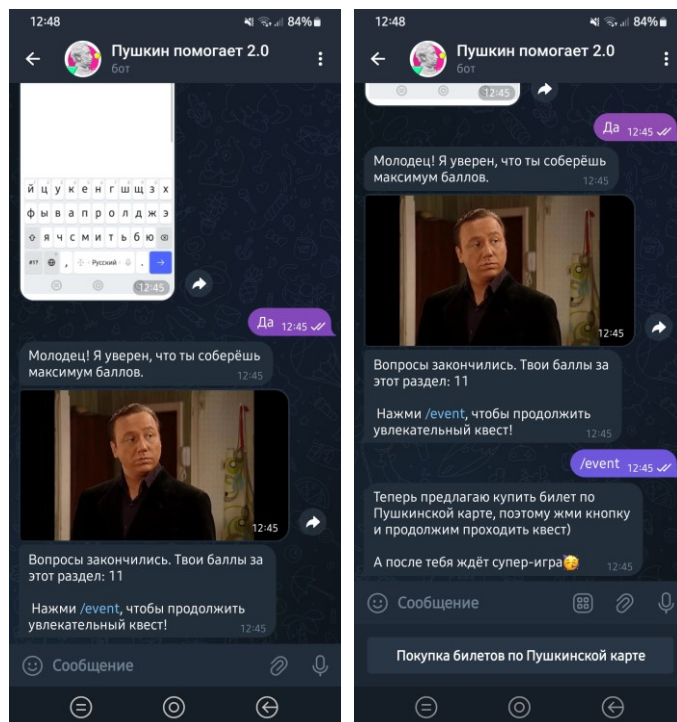 12:48
84%
Пушкин помогает 2.0
бот
й ц у к е н г ш щ з х
ф ы в а п р о л д ж э
я ч с м и т ь б ю
, Русский .
12:45
Да 12:45
Молодец! Я уверен, что ты соберёшь
максимум баллов.
12:45
12:45
Вопросы закончились. Твои баллы за
этот раздел: 11
Нажми /event, чтобы продолжить
увлекательный квест!
12:45
Сообщение
12:48
84%
Пушкин помогает 2.0
бот
12:45
Да 12:45
Молодец! Я уверен, что ты соберёшь
максимум баллов.
12:45
12:45
Вопросы закончились. Твои баллы за
этот раздел: 11
Нажми /event, чтобы продолжить
увлекательный квест!
12:45
/event 12:45
Теперь предлагаю купить билет по
Пушкинской карте, поэтому жми кнопку
и продолжим проходить квест)
А после тебя ждёт супер-игра🥳
12:45
Сообщение
Покупка билетов по Пушкинской карте